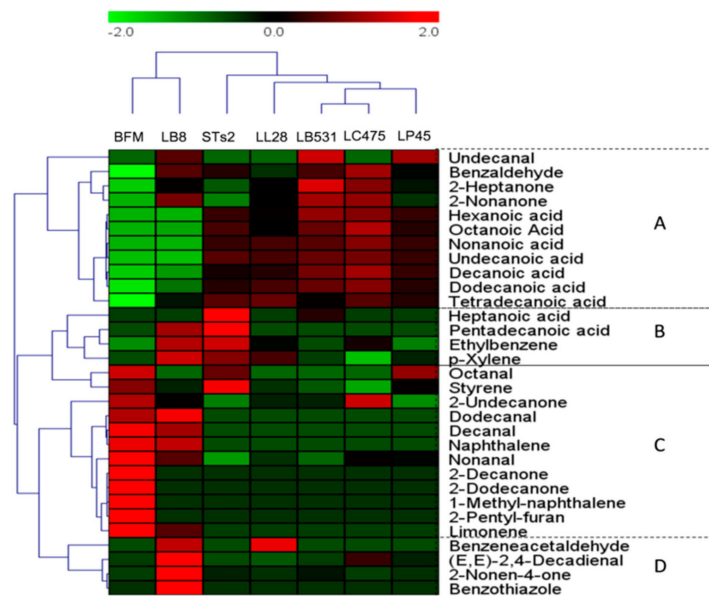 -2.0 0.0 2.0
BFM LB8 STs2 LL28 LB531 LC475 LP45
Undecanal
Benzaldehyde
2-Heptanone
2-Nonanone
Hexanoic acid
Octanoic Acid
A
Nonanoic acid
Undecanoic acid
Decanoic acid
Dodecanoic acid
Tetradecanoic acid
Heptanoic acid
Pentadecanoic acid
B
Ethylbenzene
p-Xylene
Octanal
Styrene
2-Undecanone
Dodecanal
Decanal
Naphthalene
C
Nonanal
2-Decanone
2-Dodecanone
1-Methyl-naphthalene
2-Pentyl-furan
Limonene
Benzeneacetaldehyde
(E,E)-2,4-Decadienal
D
2-Nonen-4-one
Benzothiazole